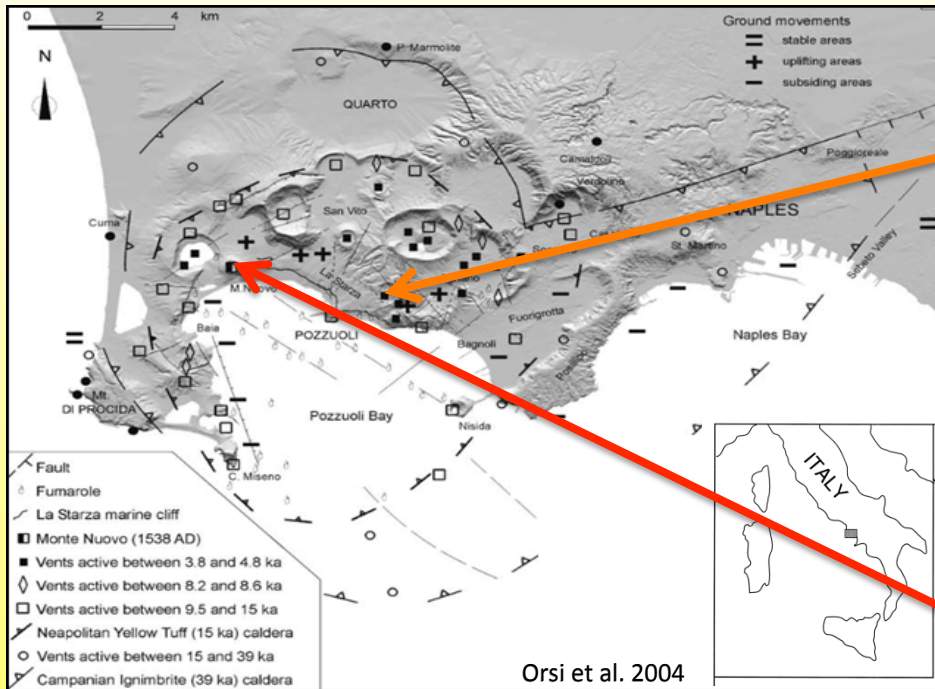 0 2 4 km
N
P. Marmolite
Ground movements
stable areas
uplifting areas
subsiding areas
QUARTO
Camaldoli
Verdolino
Poggioreale
NAPLES
Cuma
San Vito
St. Martino
Sebeto Valley
La Starza
M. Nuovo
Fuorigrotta
Baia
POZZUOLI
Bagnoli
Naples Bay
Mt.
DI PROCIDA
Pozzuoli Bay
Nisida
C. Miseno
Fault
Fumarole
La Starza marine cliff
Monte Nuovo (1538 AD)
Vents active between 3.8 and 4.8 ka
Vents active between 8.2 and 8.6 ka
Vents active between 9.5 and 15 ka
Neapolitan Yellow Tuff (15 ka) caldera
Vents active between 15 and 39 ka
Campanian Ignimbrite (39 ka) caldera
ITALY
Orsi et al. 2004